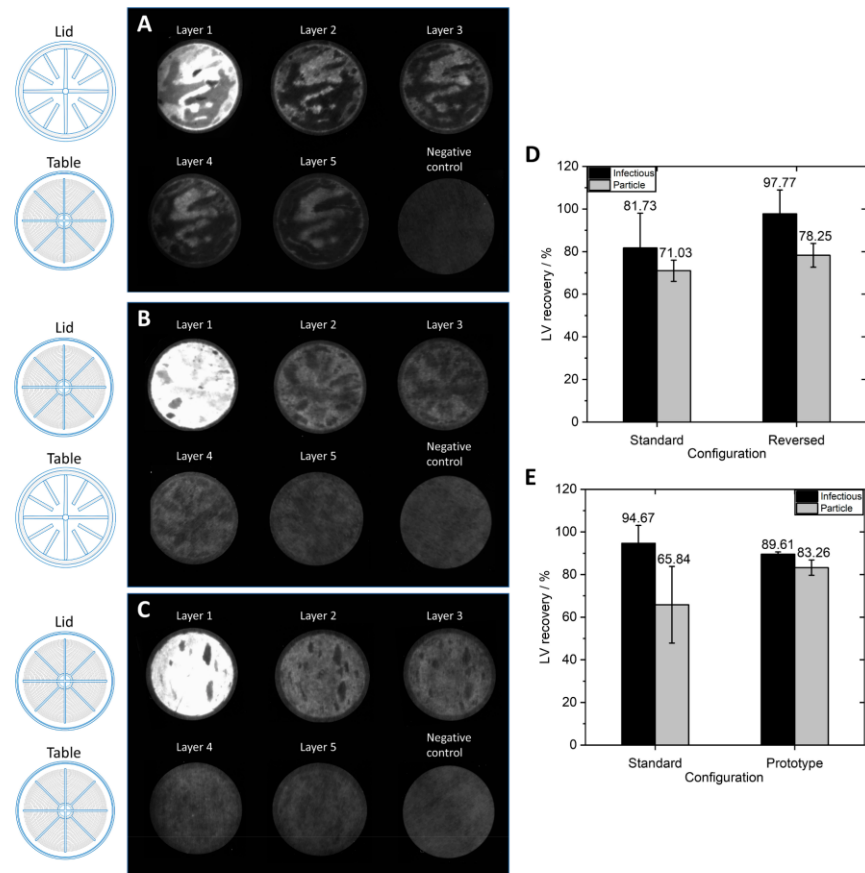 A
Lid
Table
Layer 1
Layer 2
Layer 3
Layer 4
Layer 5
Negative
control
B
Lid
Table
Layer 1
Layer 2
Layer 3
Layer 4
Layer 5
Negative
control
C
Lid
Table
Layer 1
Layer 2
Layer 3
Layer 4
Layer 5
Negative
control
D
Infectious
Particle
LV recovery / %
120
100
80
60
40
20
0
81.73
71.03
97.77
78.25
Standard
Reversed
Configuration
E
Infectious
Particle
LV recovery / %
120
100
80
60
40
20
0
94.67
65.84
89.61
83.26
Standard
Prototype
Configuration